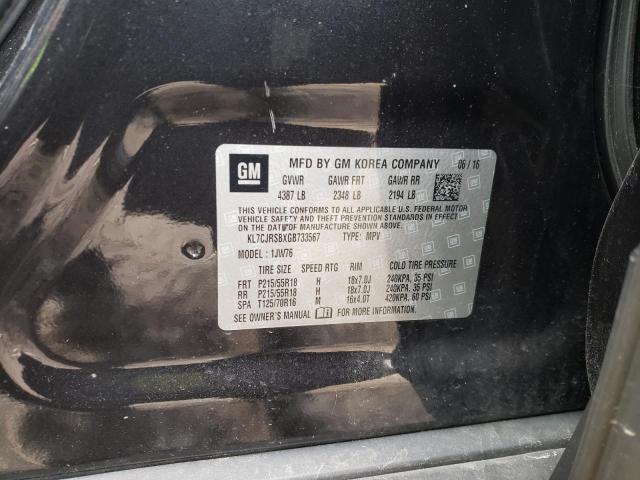 GM
MFD BY GM KOREA COMPANY 06 / 16
GVWR GAWR FRT GAWR RR
4387 LB 2348 LB 2194 LB
THIS VEHICLE CONFORMS TO ALL APPLICABLE U.S. FEDERAL MOTOR
VEHICLE SAFETY AND THEFT PREVENTION STANDARDS IN EFFECT ON
THE DATE OF MANUFACTURE SHOWN ABOVE.
KL7CJRSBXGB733567 TYPE: MPV
MODEL : 1JW76
TIRE SIZE SPEED RTG RIM COLD TIRE PRESSURE
FRT P215/55R18 H 18x7.0J 240KPA, 35 PSI
RR P215/55R18 H 18x7.0J 240KPA, 35 PSI
SPA T125/70R16 M 16x4.0T 420KPA, 60 PSI
SEE OWNER'S MANUAL FOR MORE INFORMATION